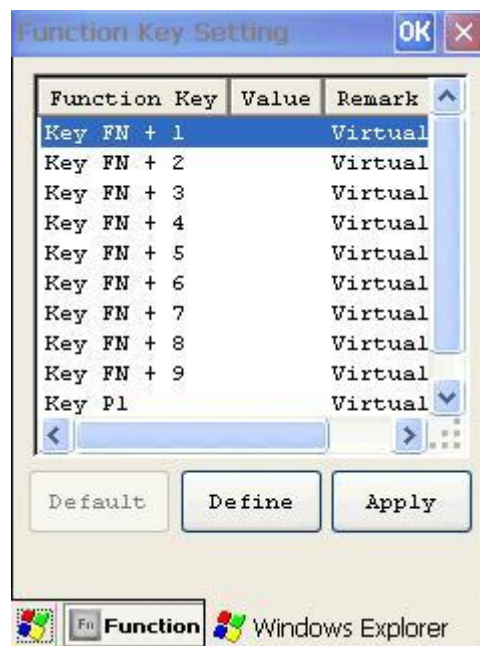 Function Key Setting OK
Function Key Value Remark
Key FN + 1 Virtual
Key FN + 2 Virtual
Key FN + 3 Virtual
Key FN + 4 Virtual
Key FN + 5 Virtual
Key FN + 6 Virtual
Key FN + 7 Virtual
Key FN + 8 Virtual
Key FN + 9 Virtual
Key P1 Virtual
Default Define Apply
Fn Function Windows Explorer